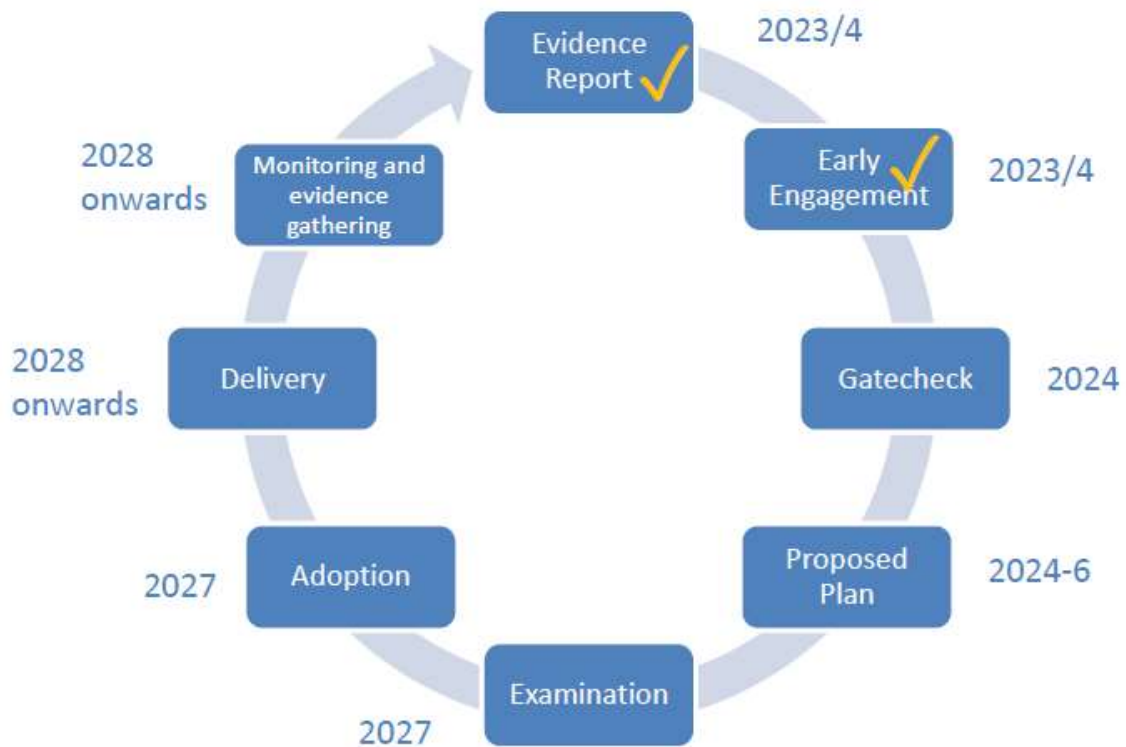 Evidence
Report
2023/4
Early
Engagement
2023/4
Gatecheck
2024
Proposed
Plan
2024-6
Examination
2027
Adoption
2027
Delivery
2028
onwards
Monitoring and
evidence
gathering
2028
onwards